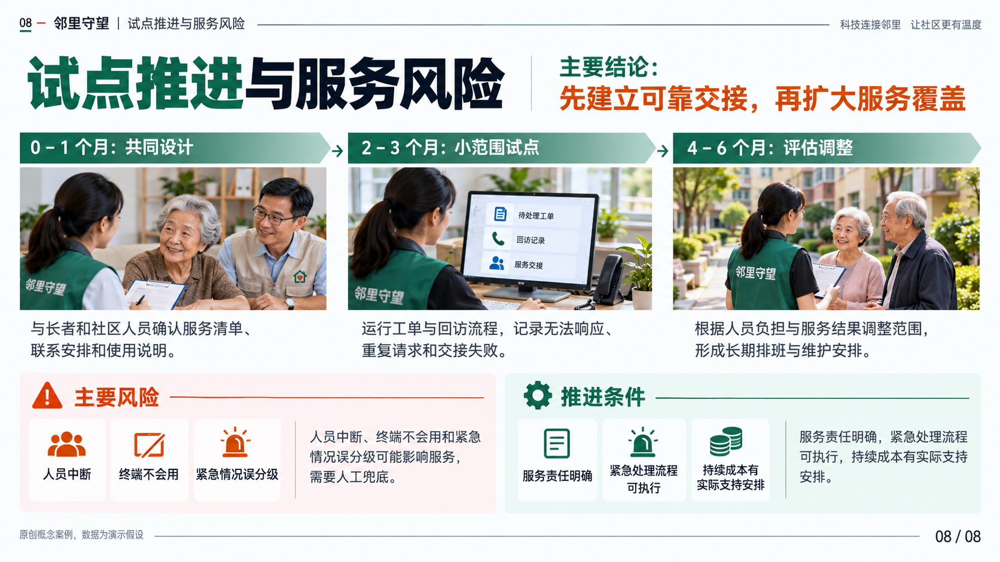 08 — 邻里守望 | 试点推进与服务风险
科技连接邻里 让社区更有温度
试点推进与服务风险
主要结论：
先建立可靠交接，再扩大服务覆盖
0 – 1 个月：共同设计
2 – 3 个月：小范围试点
4 – 6 个月：评估调整
邻里守望
待处理工单
回访记录
服务交接
邻里守望
邻里守望
与长者和社区人员确认服务清单、
联系安排和使用说明。
运行工单与回访流程，记录无法响应、
重复请求和交接失败。
根据人员负担与服务结果调整范围，
形成长期排班与维护安排。
主要风险
人员中断
终端不会用
紧急情况误分级
人员中断、终端不会用和紧急
情况误分级可能影响服务，
需要人工兜底。
推进条件
服务责任明确
紧急处理流程
可执行
持续成本有
实际支持安排
服务责任明确，紧急处理流程
可执行，持续成本有实际支持
安排。
原创概念案例，数据为演示假设
08 / 08